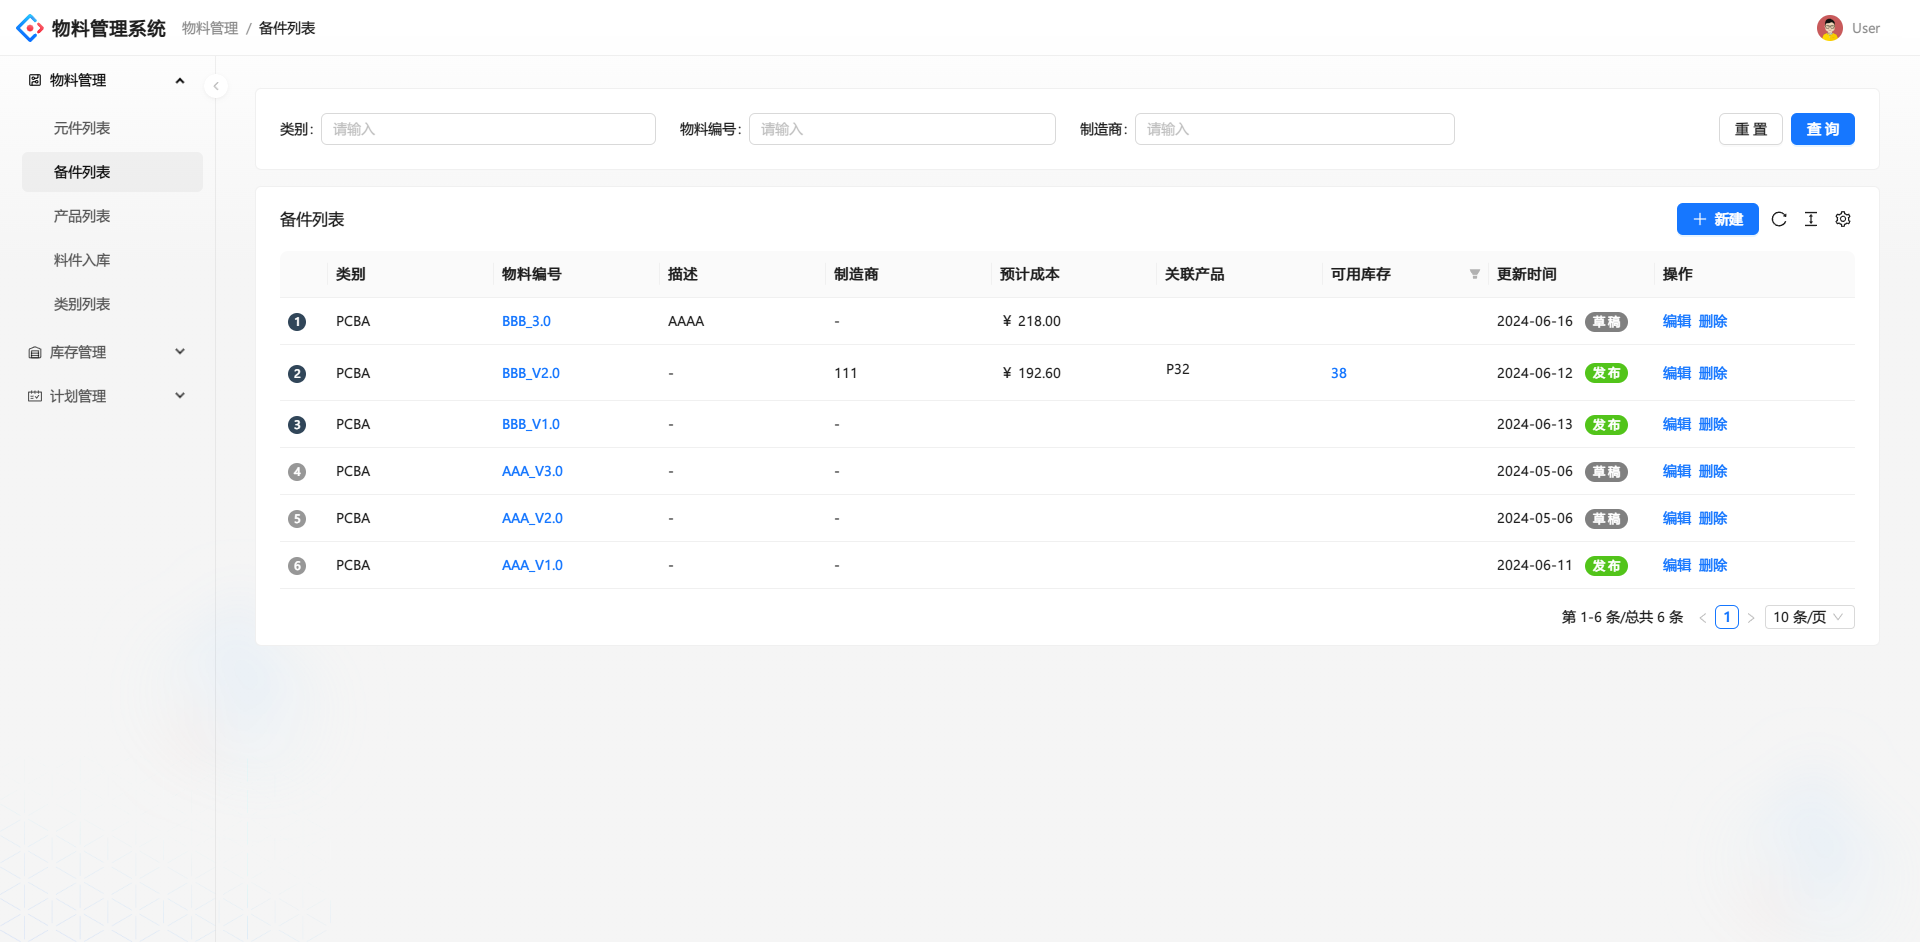 物料管理系统 物料管理 / 备件列表 User
物料管理
元件列表
备件列表
产品列表
料件入库
类别列表
库存管理
计划管理
类别: 请输入 物料编号: 请输入 制造商: 请输入 重 置 查 询
备件列表 新建
类别 物料编号 描述 制造商 预计成本 关联产品 可用库存 更新时间 操作
1 PCBA BBB_3.0 AAAA - ¥ 218.00 2024-06-16 草稿 编辑 删除
2 PCBA BBB_V2.0 - 111 ¥ 192.60 P32 38 2024-06-12 发布 编辑 删除
3 PCBA BBB_V1.0 - - 2024-06-13 发布 编辑 删除
4 PCBA AAA_V3.0 - - 2024-05-06 草稿 编辑 删除
5 PCBA AAA_V2.0 - - 2024-05-06 草稿 编辑 删除
6 PCBA AAA_V1.0 - - 2024-06-11 发布 编辑 删除
第 1-6 条/总共 6 条 1 10 条/页